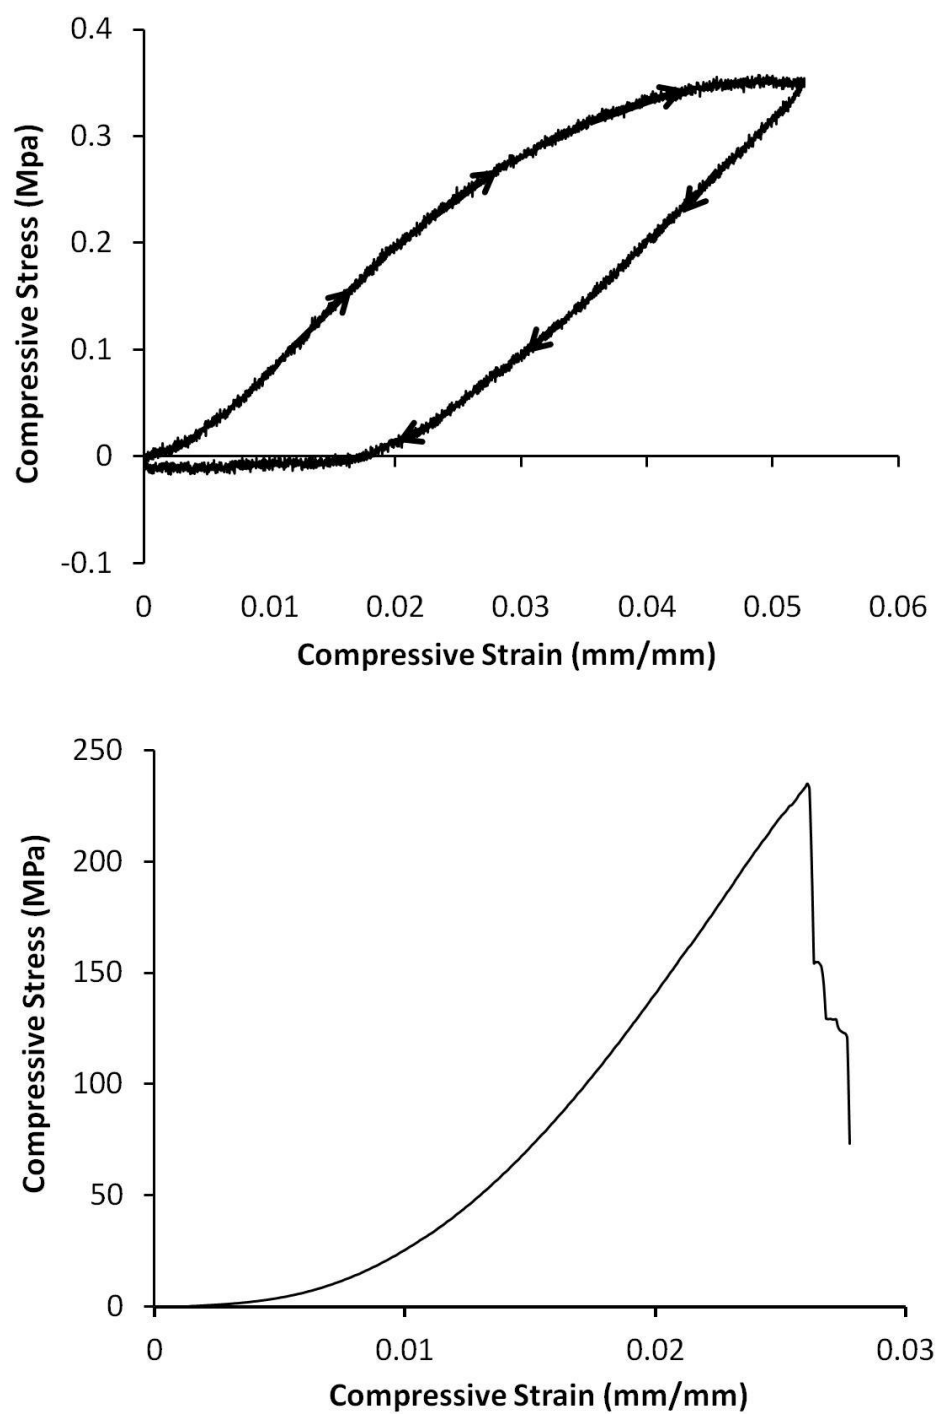 0.4
0.3
0.2
0.1
0
-0.1
Compressive Stress (Mpa)
0 0.01 0.02 0.03 0.04 0.05 0.06
Compressive Strain (mm/mm)
250
200
150
100
50
0
Compressive Stress (MPa)
0 0.01 0.02 0.03
Compressive Strain (mm/mm)